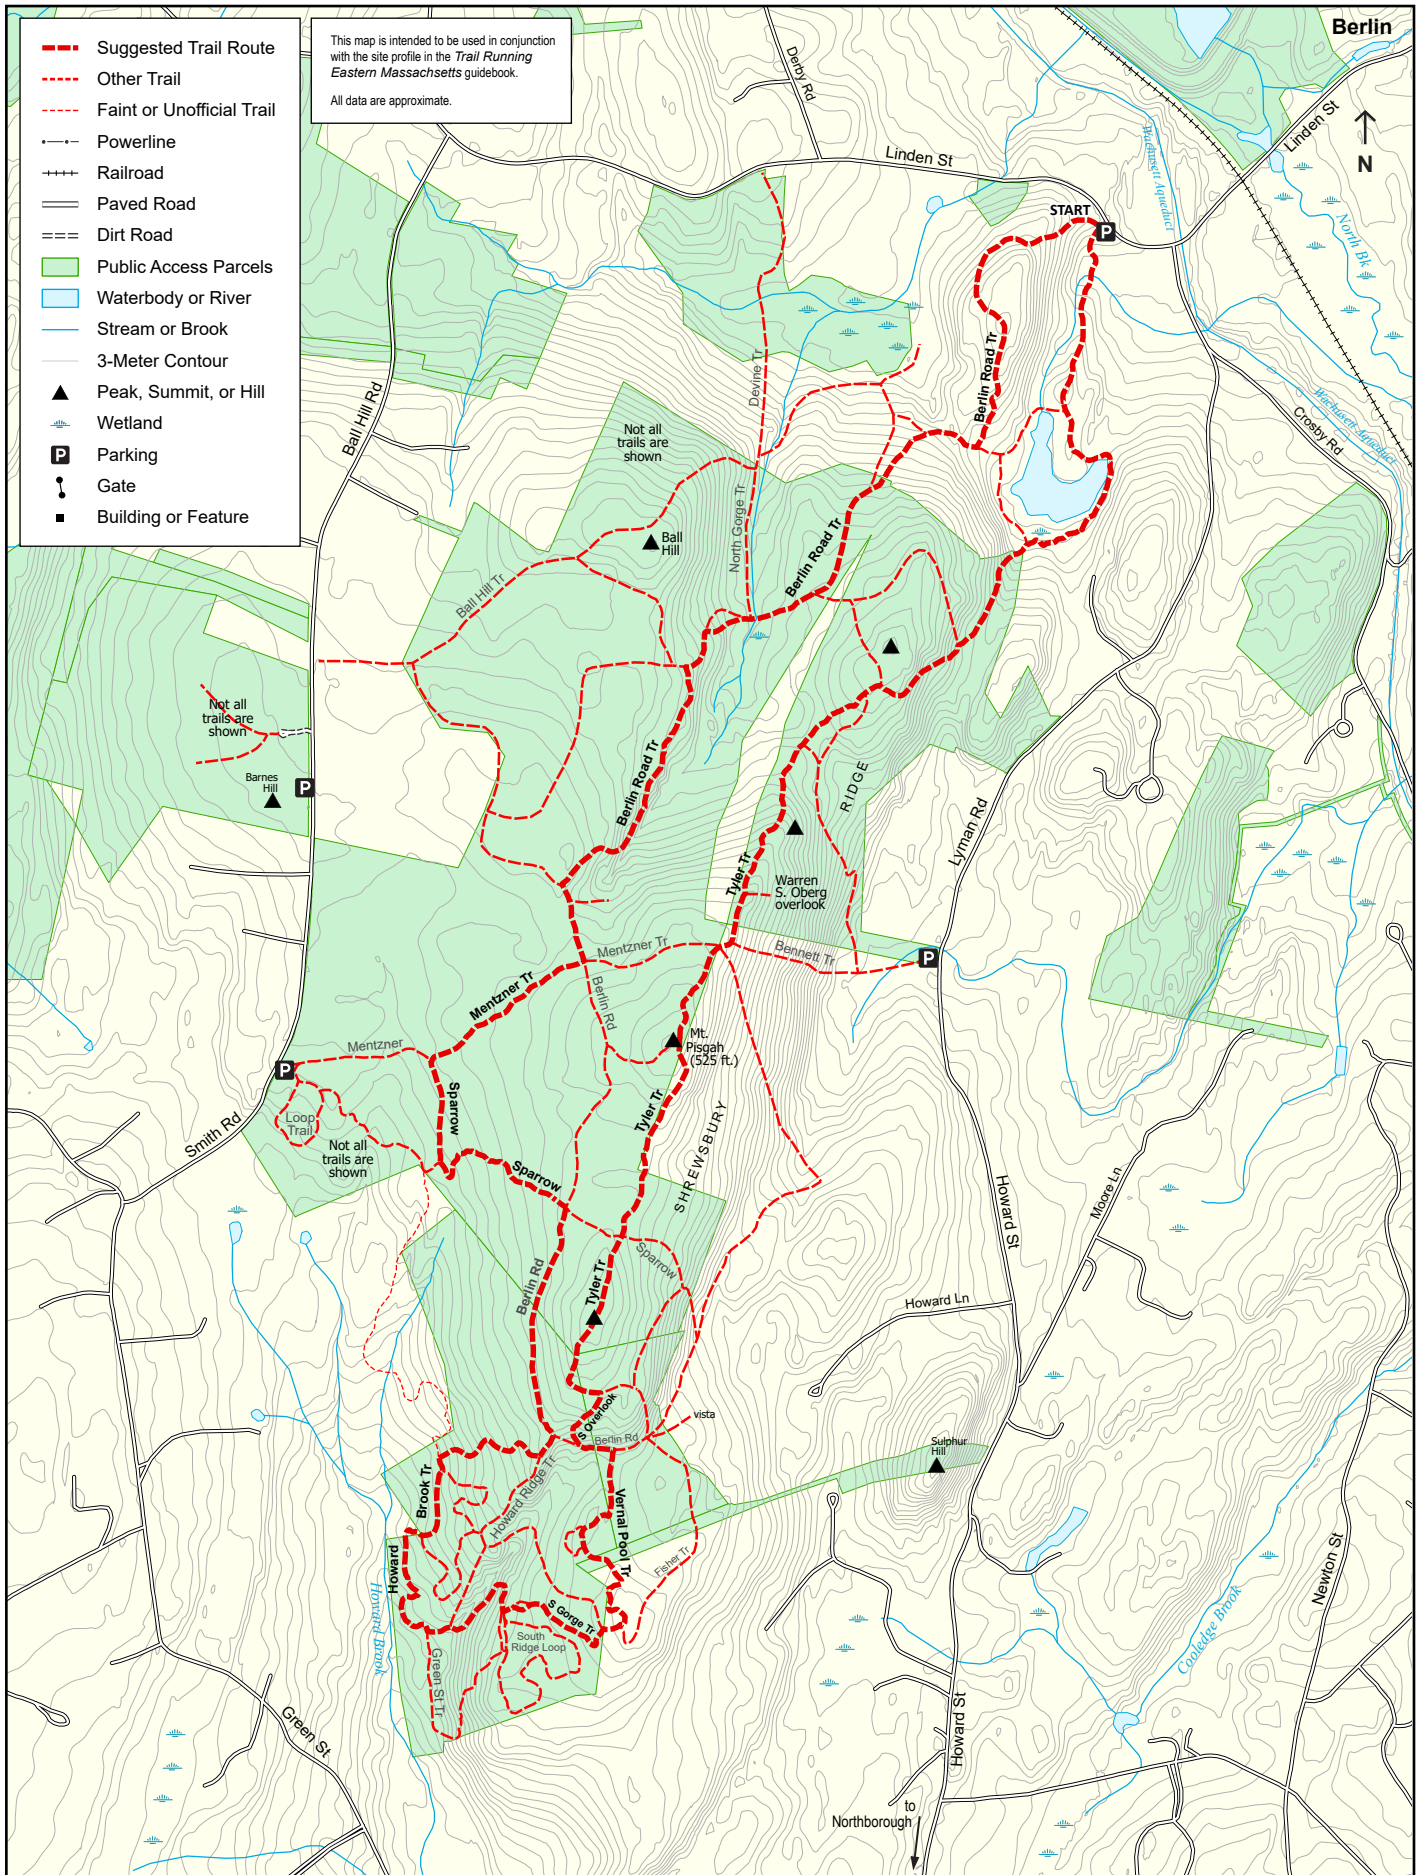 Suggested Trail Route
Other Trail
Faint or Unofficial Trail
Powerline
Railroad
Paved Road
Dirt Road
Public Access Parcels
Waterbody or River
Stream or Brook
3-Meter Contour
Peak, Summit, or Hill
Wetland
P
Parking
Gate
Building or Feature
This map is intended to be used in conjunction
with the site profile in the Trail Running
Eastern Massachsetts guidebook.
All data are approximate.
Berlin
N
Derby Rd
Linden St
Linden St
Wachusett Aqueduct
North Bk
START
P
Berlin Road Tr
Devine Tr
Ball Hill Rd
Not all
trails are
shown
Wachusett Aqueduct
Crosby Rd
North Gorge Tr
Ball
Hill
Berlin Road Tr
Ball Hill Tr
Not all
trails are
shown
Barnes
Hill
P
Berlin Road Tr
RIDGE
Lyman Rd
Tyler Tr
Warren
S. Oberg
overlook
Mentzner Tr
Bennett Tr
P
Mentzner Tr
Berlin Rd
Mentzner
Mt.
Pisgah
(525 ft.)
P
Sparrow
Tyler Tr
SHREWSBURY
Loop
Trail
Smith Rd
Not all
trails are
shown
Sparrow
Howard St
Moore Ln
Sparrow
Berlin Rd
Tyler Tr
Howard Ln
S Overlook
vista
Berlin Rd
Sulphur
Hill
Brook Tr
Howard Ridge Tr
Vernal Pool Tr
Fisher Tr
Howard
Howard Brook
S Gorge Tr
South
Ridge Loop
Green St Tr
Newton St
Cooledge Brook
Green St
Howard St
to
Northborough